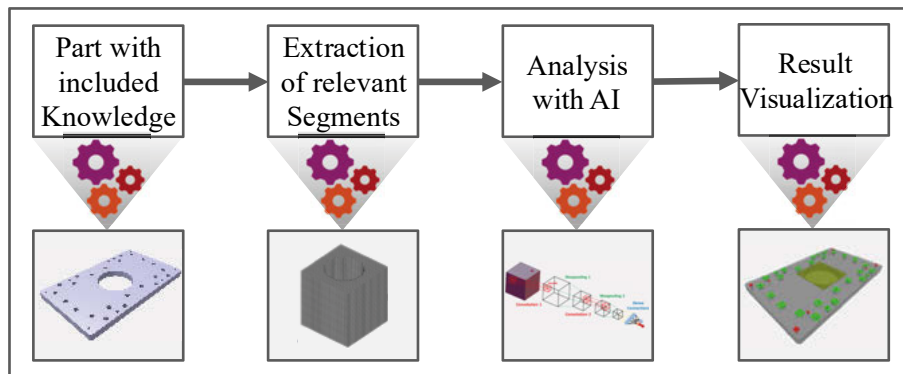 Part with
included
Knowledge
Extraction
of relevant
Segments
Analysis
with AI
Result
Visualization